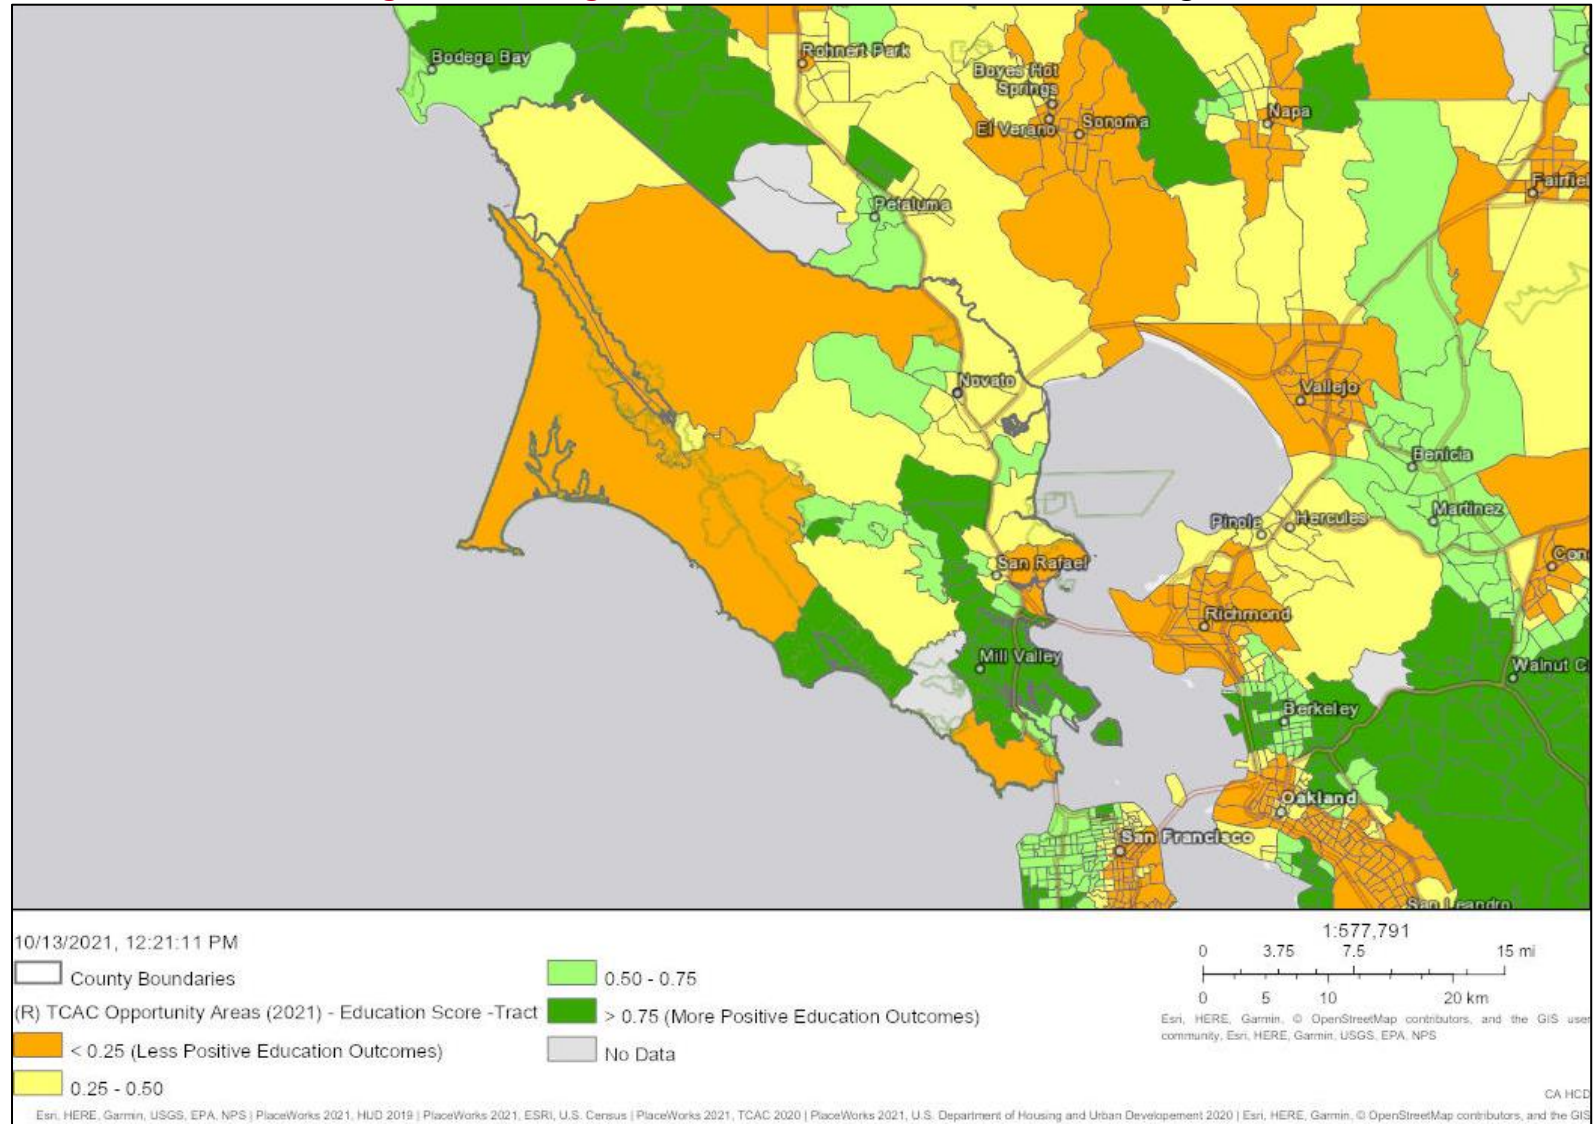 Bodega Bay
Rohnert Park
Boyes Hot
Springs
El Verano
Sonoma
Napa
Fairfie
Petaluma
Novato
Vallejo
Benicia
Martinez
Pinole
Hercules
Con
San Rafael
Richmond
Mill Valley
Walnut C
Berkeley
Oakland
San Francisco
San Leandro
10/13/2021, 12:21:11 PM
County Boundaries
(R) TCAC Opportunity Areas (2021) - Education Score -Tract
< 0.25 (Less Positive Education Outcomes)
0.25 - 0.50
0.50 - 0.75
> 0.75 (More Positive Education Outcomes)
No Data
1:577,791
0 3.75 7.5 15 mi
0 5 10 20 km
Esri, HERE, Garmin, © OpenStreetMap contributors, and the GIS user
community, Esri, HERE, Garmin, USGS, EPA, NPS
CA HCD
Esri, HERE, Garmin, USGS, EPA, NPS | PlaceWorks 2021, HUD 2019 | PlaceWorks 2021, ESRI, U.S. Census | PlaceWorks 2021, TCAC 2020 | PlaceWorks 2021, U.S. Department of Housing and Urban Developement 2020 | Esri, HERE, Garmin, © OpenStreetMap contributors, and the GIS